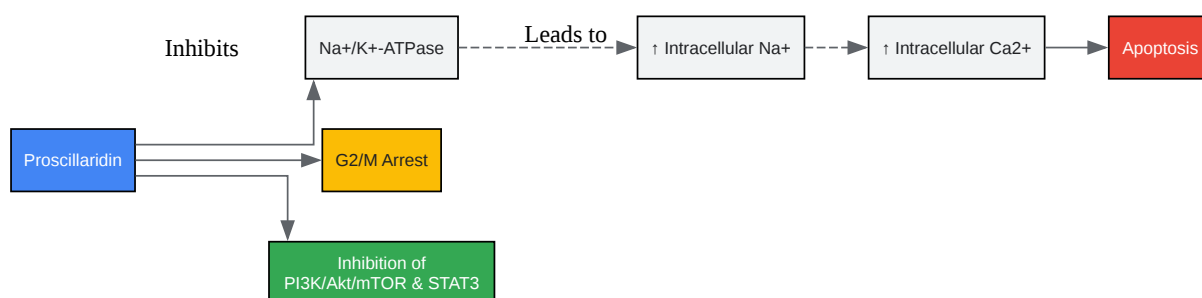 Inhibits
Na+/K+-ATPase
Leads to
↑ Intracellular Na+
↑ Intracellular Ca2+
Apoptosis
Proscillaridin
G2/M Arrest
Inhibition of
PI3K/Akt/mTOR & STAT3